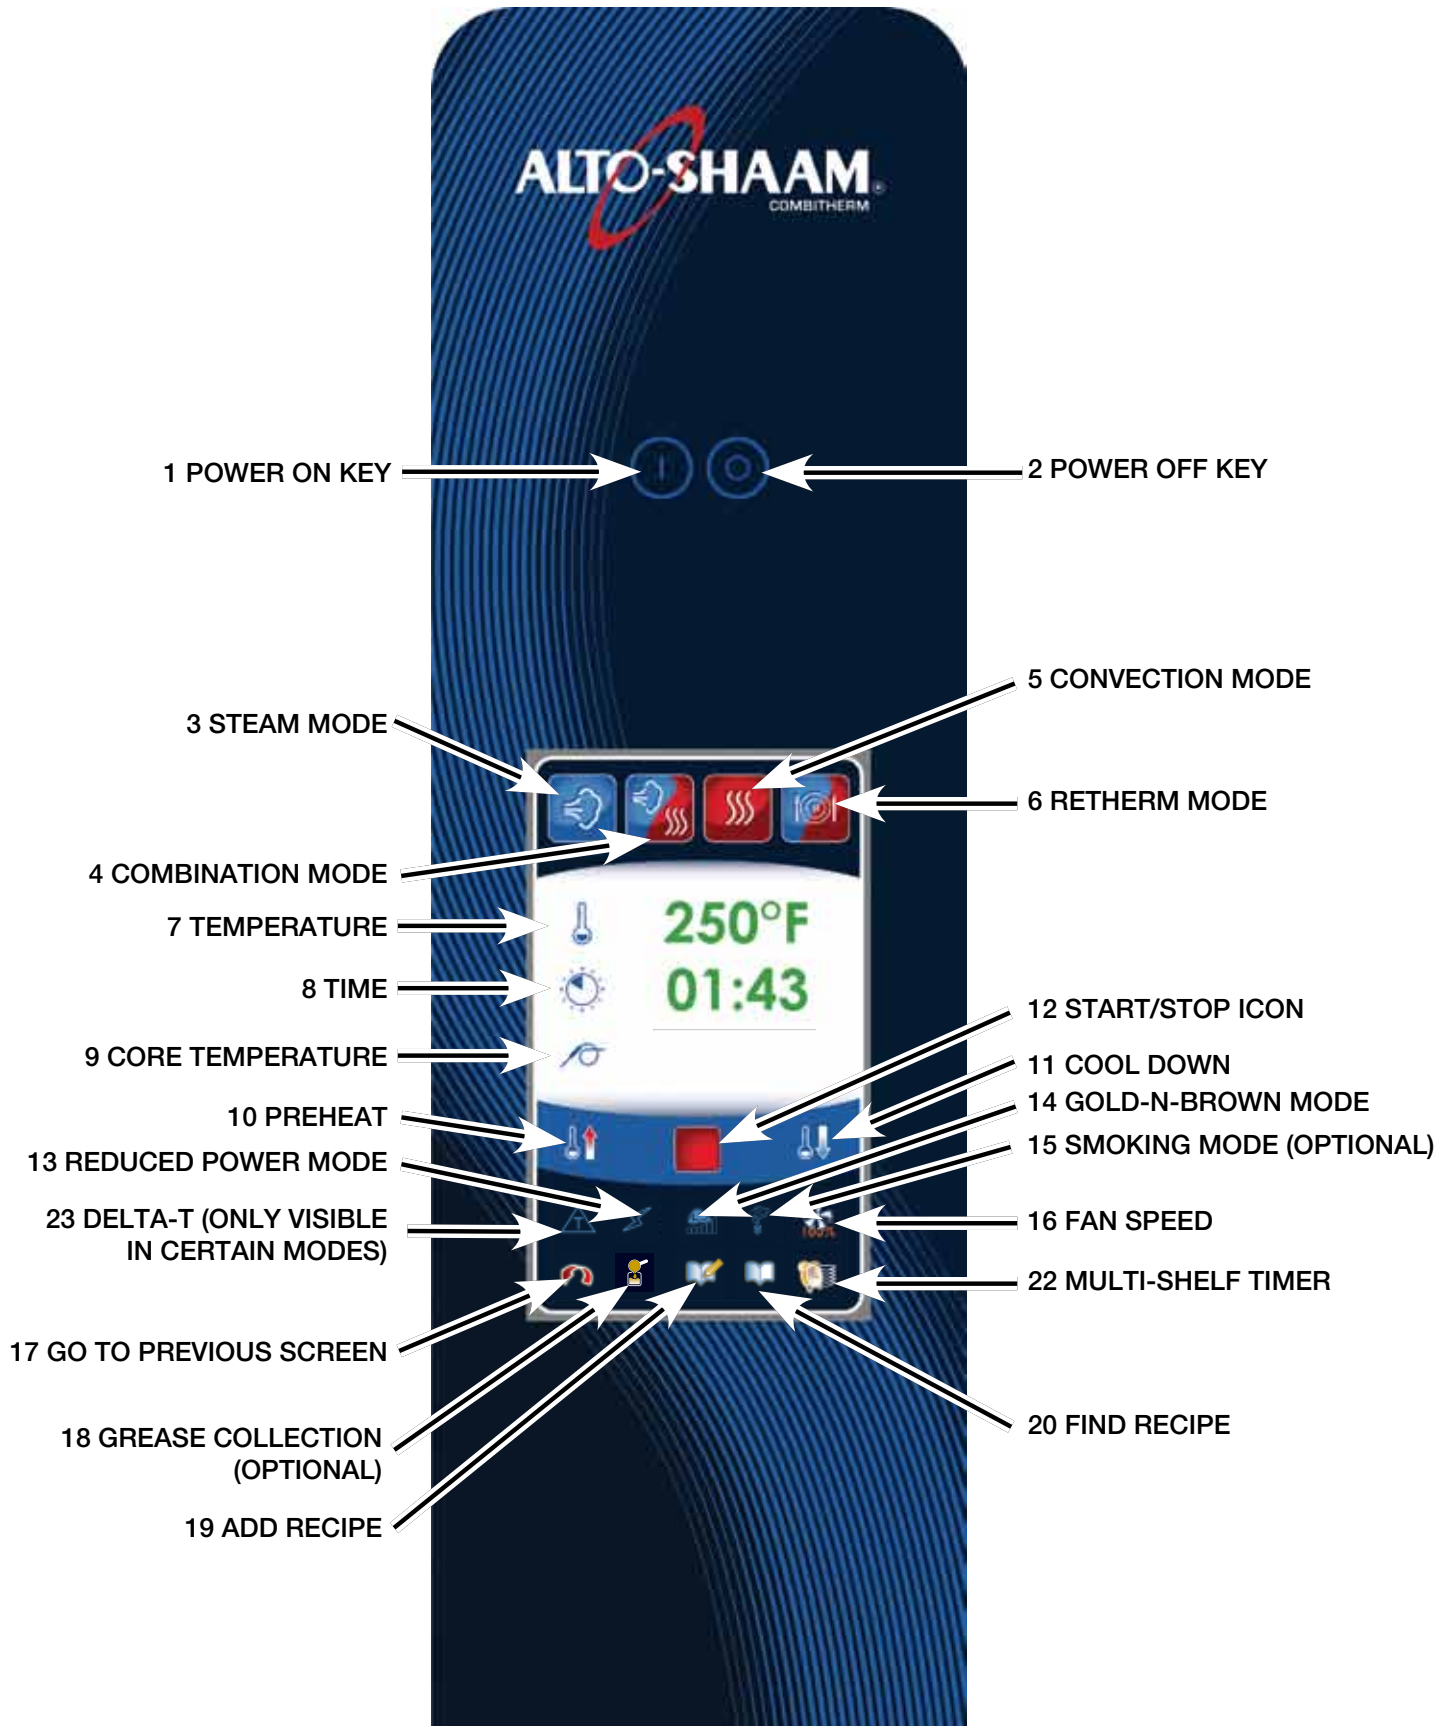 ALTO-SHAAM®
COMBITHERM
1 POWER ON KEY
2 POWER OFF KEY
5 CONVECTION MODE
3 STEAM MODE
6 RETHERM MODE
4 COMBINATION MODE
7 TEMPERATURE
250°F
8 TIME
01:43
12 START/STOP ICON
9 CORE TEMPERATURE
11 COOL DOWN
14 GOLD-N-BROWN MODE
10 PREHEAT
15 SMOKING MODE (OPTIONAL)
13 REDUCED POWER MODE
23 DELTA-T (ONLY VISIBLE
IN CERTAIN MODES)
T
100%
16 FAN SPEED
22 MULTI-SHELF TIMER
17 GO TO PREVIOUS SCREEN
20 FIND RECIPE
18 GREASE COLLECTION
(OPTIONAL)
19 ADD RECIPE